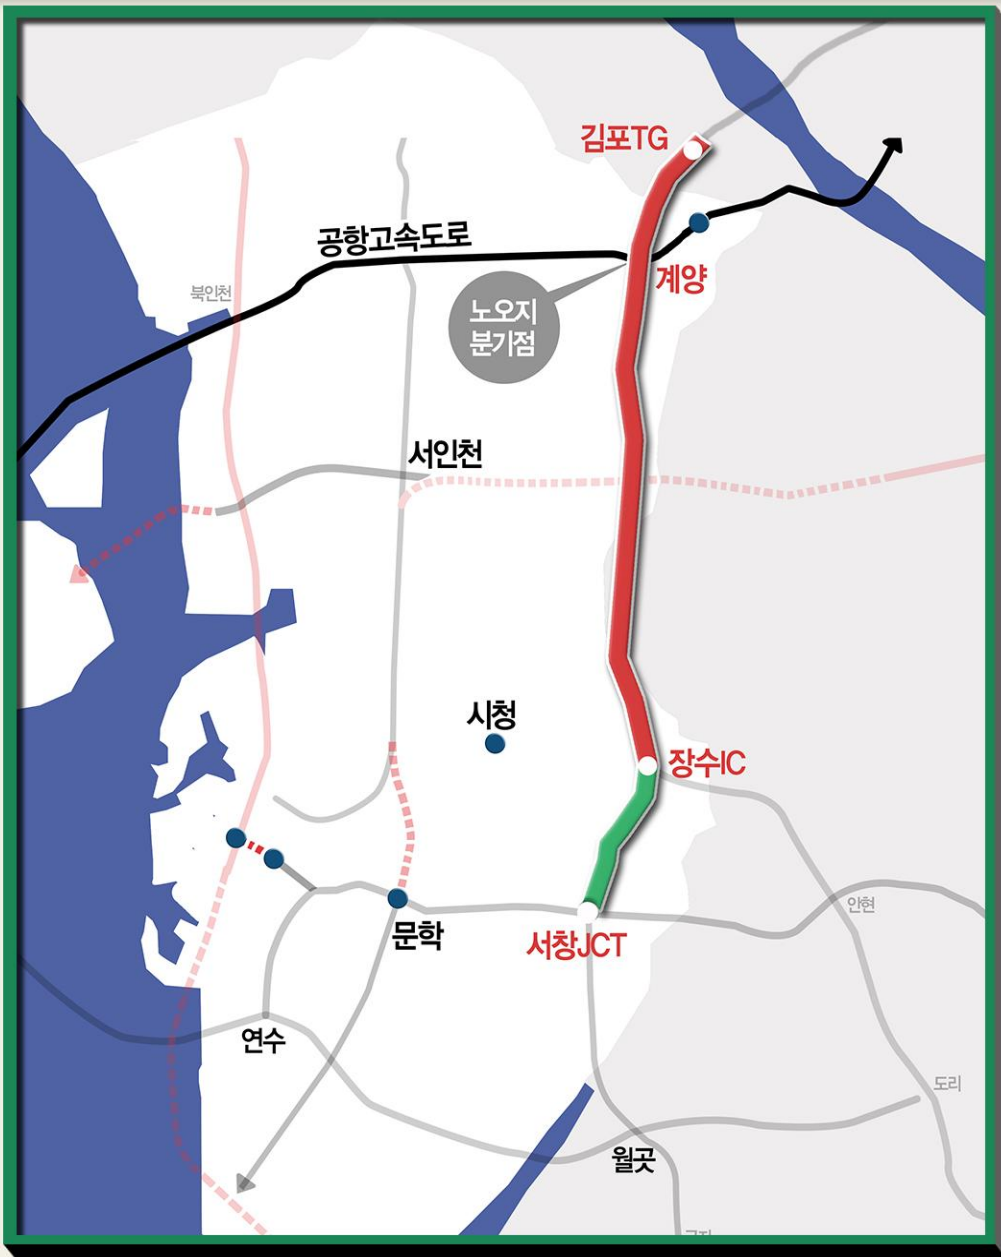 김포TG
공항고속도로
계양
북인천
노오지
분기점
서인천
시청
장수IC
안현
문학
서창JCT
연수
도리
월곶